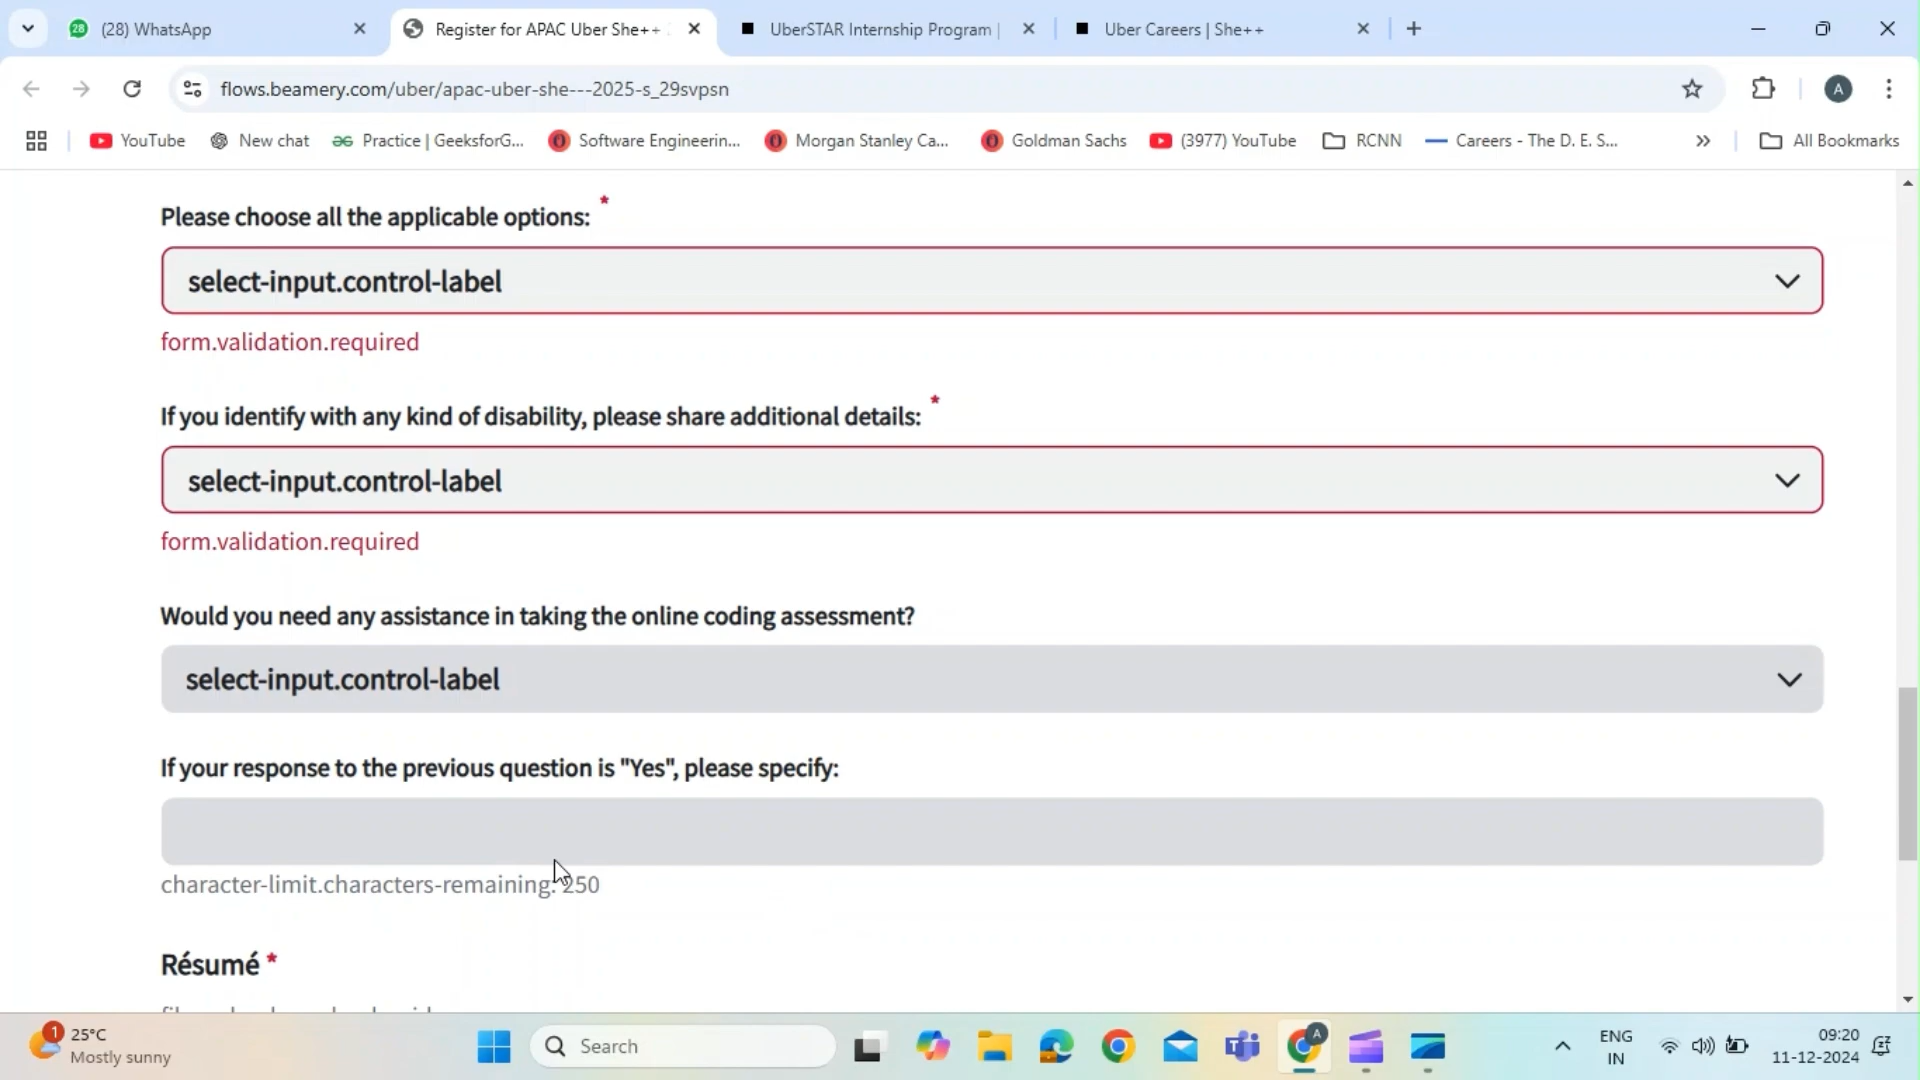 (28) WhatsApp
Register for APAC Uber She++
UberSTAR Internship Program |
Uber Careers | She++
flows.beamery.com/uber/apac-uber-she---2025-s_29svpsn
A
YouTube
New chat
Practice | GeeksforG...
Software Engineerin...
Morgan Stanley Ca...
Goldman Sachs
(3977) YouTube
RCNN
Careers - The D. E. S...
All Bookmarks
Please choose all the applicable options: *
select-input.control-label
form.validation.required
If you identify with any kind of disability, please share additional details: *
select-input.control-label
form.validation.required
Would you need any assistance in taking the online coding assessment?
select-input.control-label
If your response to the previous question is "Yes", please specify:
character-limit.characters-remaining: 250
Résumé *
1
25°C
Mostly sunny
Search
A
ENG
IN
09:20
11-12-2024